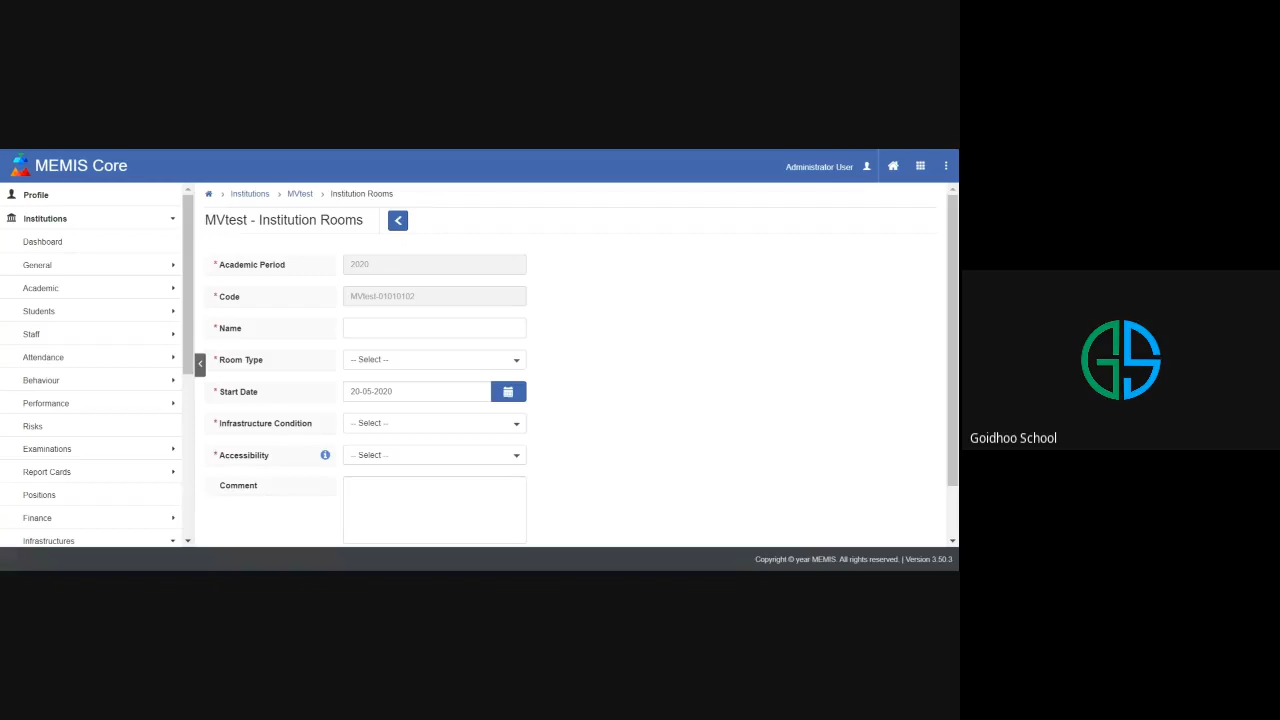 MEMIS Core
Administrator User
Profile
Institutions
Dashboard
General
Academic
Students
Staff
Attendance
Behaviour
Performance
Risks
Examinations
Report Cards
Positions
Finance
Infrastructures
Institutions > MVtest > Institution Rooms
MVtest - Institution Rooms
* Academic Period 2020
* Code MVtest-01010102
* Name
* Room Type -- Select --
* Start Date 20-05-2020
* Infrastructure Condition -- Select --
* Accessibility -- Select --
Comment
Copyright © year MEMIS. All rights reserved. | Version 3.50.3
GS
Goidhoo School